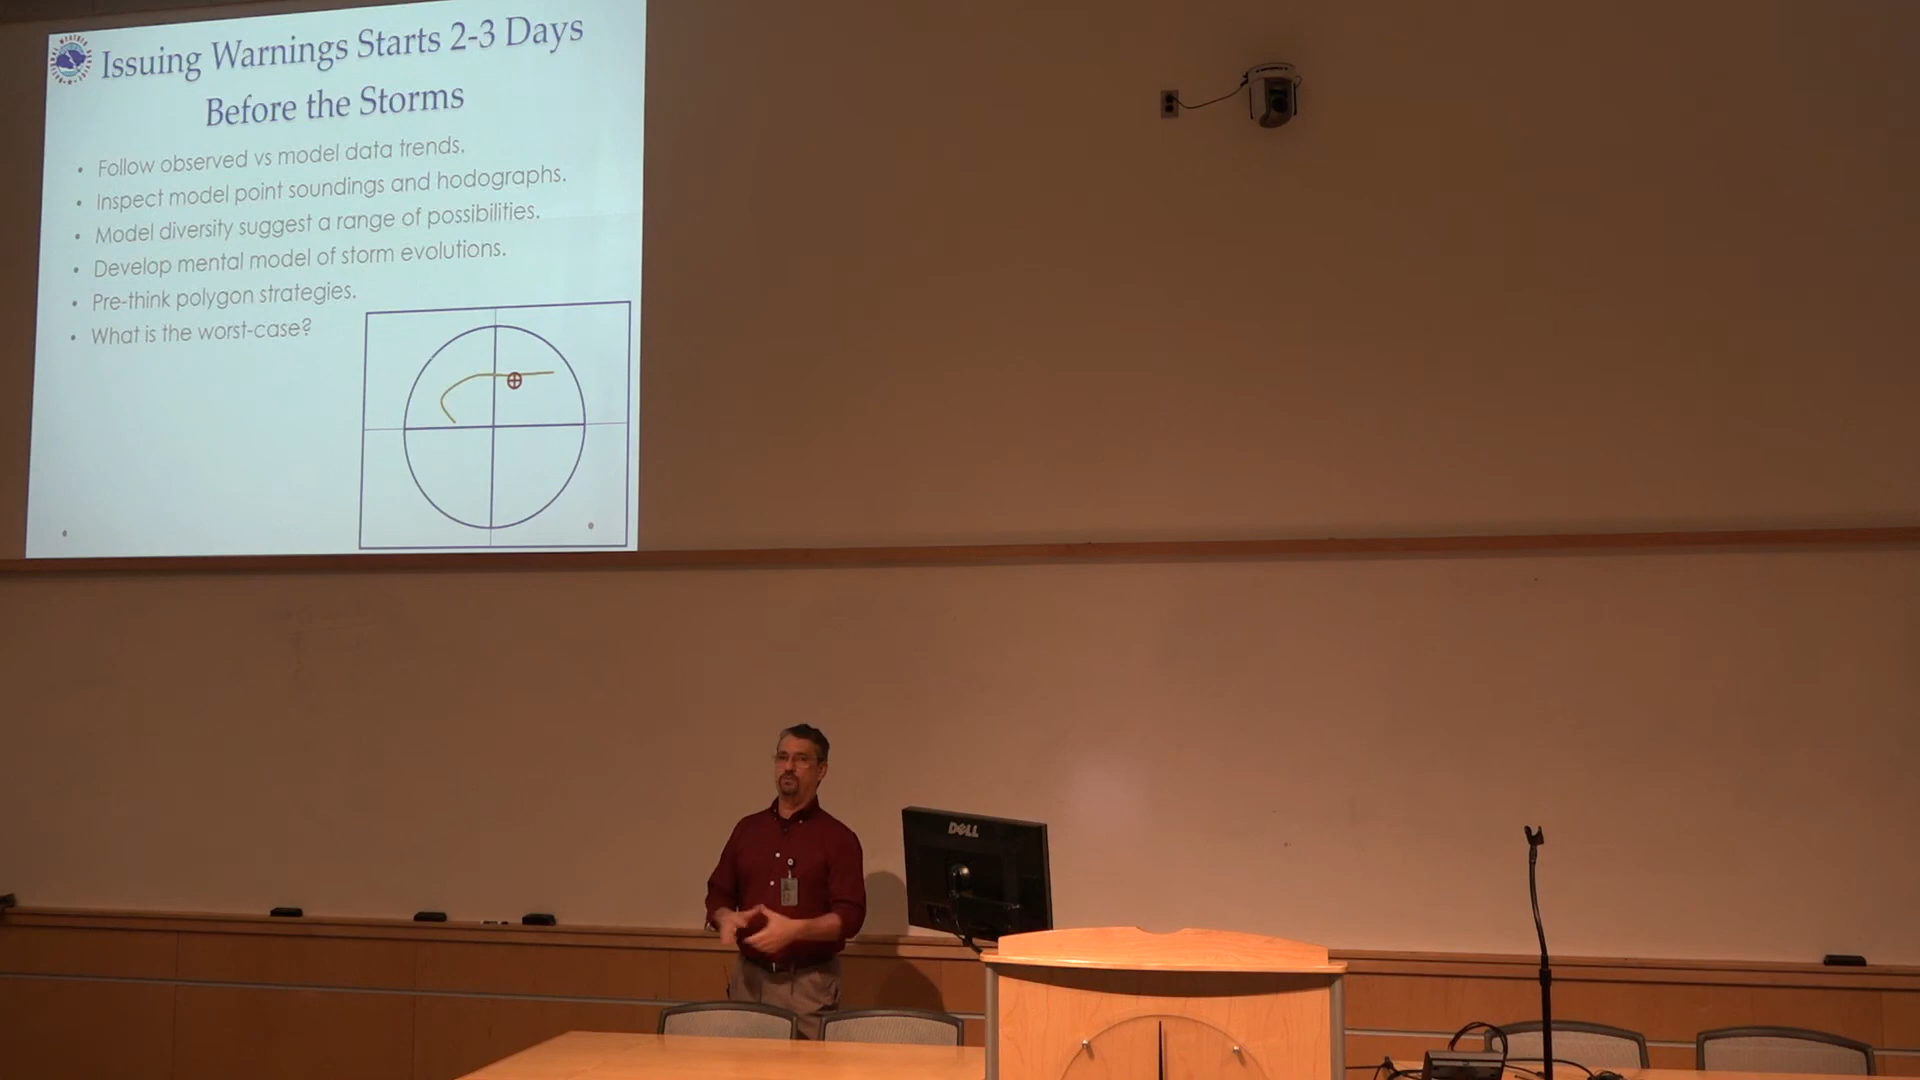 Issuing Warnings Starts 2-3 Days
Before the Storms
• Follow observed vs model data trends.
• Inspect model point soundings and hodographs.
• Model diversity suggest a range of possibilities.
• Develop mental model of storm evolutions.
• Pre-think polygon strategies.
• What is the worst-case?
DELL